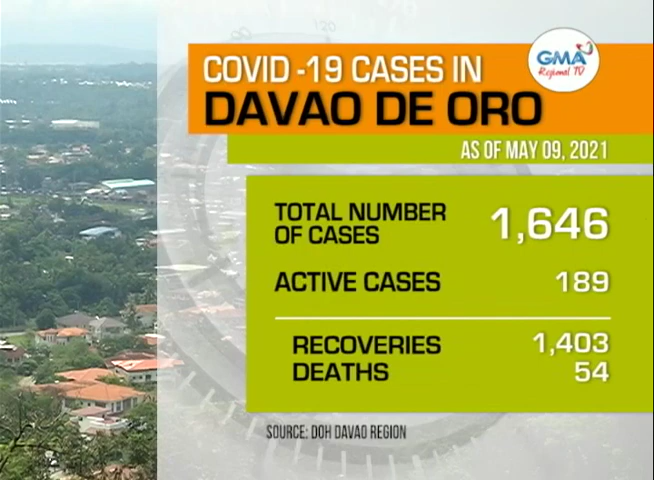 COVID -19 CASES IN
GMA
Regional TV
DAVAO DE ORO
AS OF MAY 09, 2021
TOTAL NUMBER
OF CASES
1,646
ACTIVE CASES 189
RECOVERIES 1,403
DEATHS 54
SOURCE: DOH DAVAO REGION
120